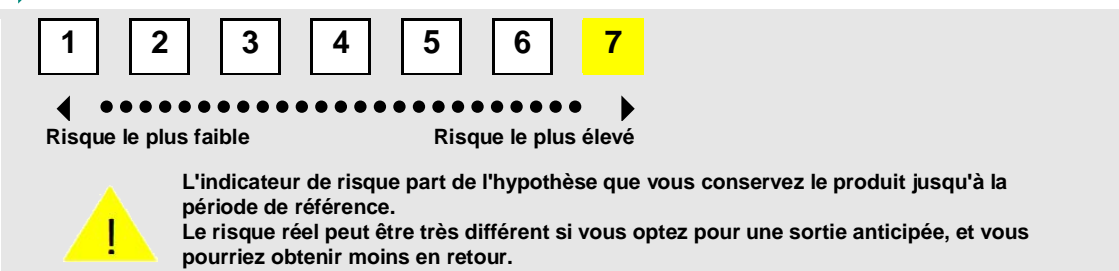 1 2 3 4 5 6 7
Risque le plus faible Risque le plus élevé
L'indicateur de risque part de l'hypothèse que vous conservez le produit jusqu'à la
période de référence.
! Le risque réel peut être très différent si vous optez pour une sortie anticipée, et vous
pourriez obtenir moins en retour.